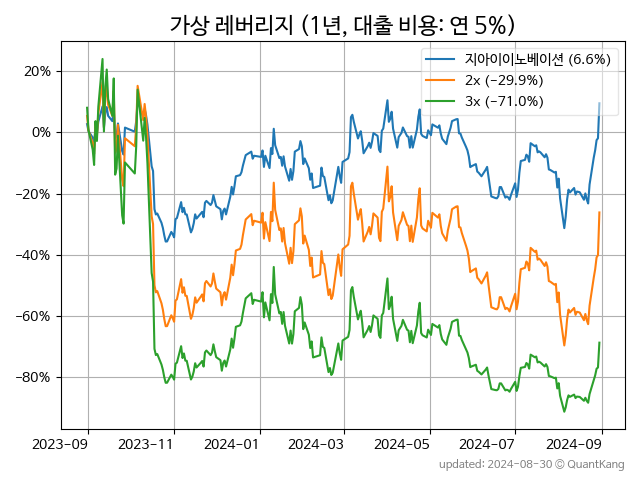 가상 레버리지 (1년, 대출 비용: 연 5%)
지아이이노베이션 (6.6%)
2x (−29.9%)
3x (−71.0%)
20%
0%
−20%
−40%
−60%
−80%
2023−09 2023−11 2024−01 2024−03 2024−05 2024−07 2024−09
updated: 2024-08-30 © QuantKang